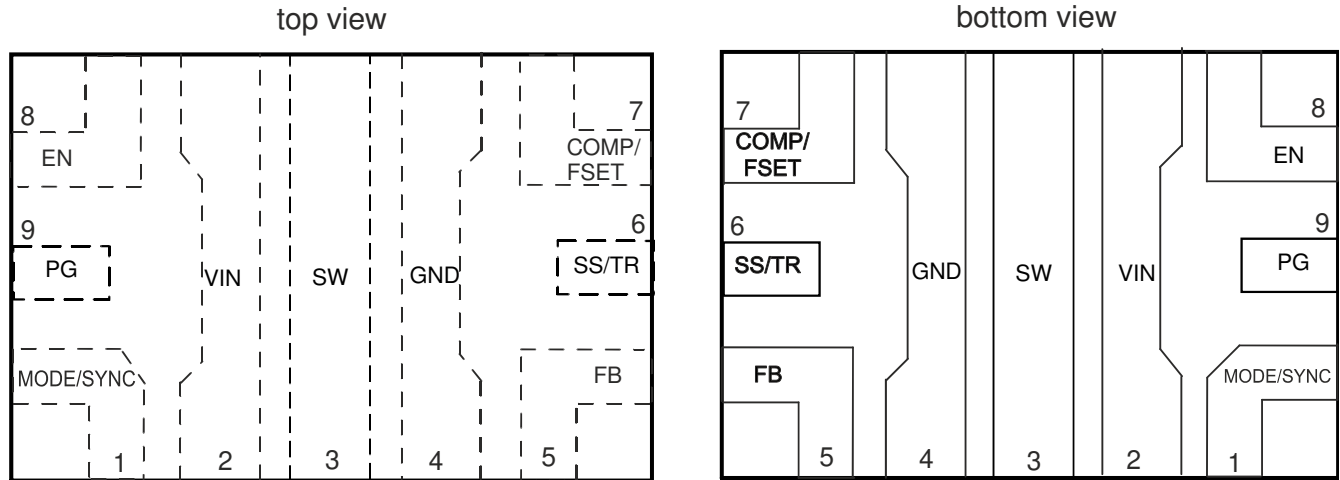 top view
8
EN
7
COMP/
FSET
9
PG
6
SS/TR
VIN
SW
GND
MODE/SYNC
FB
1
2
3
4
5
bottom view
7
COMP/
FSET
8
EN
6
SS/TR
9
PG
GND
SW
VIN
FB
MODE/SYNC
5
4
3
2
1